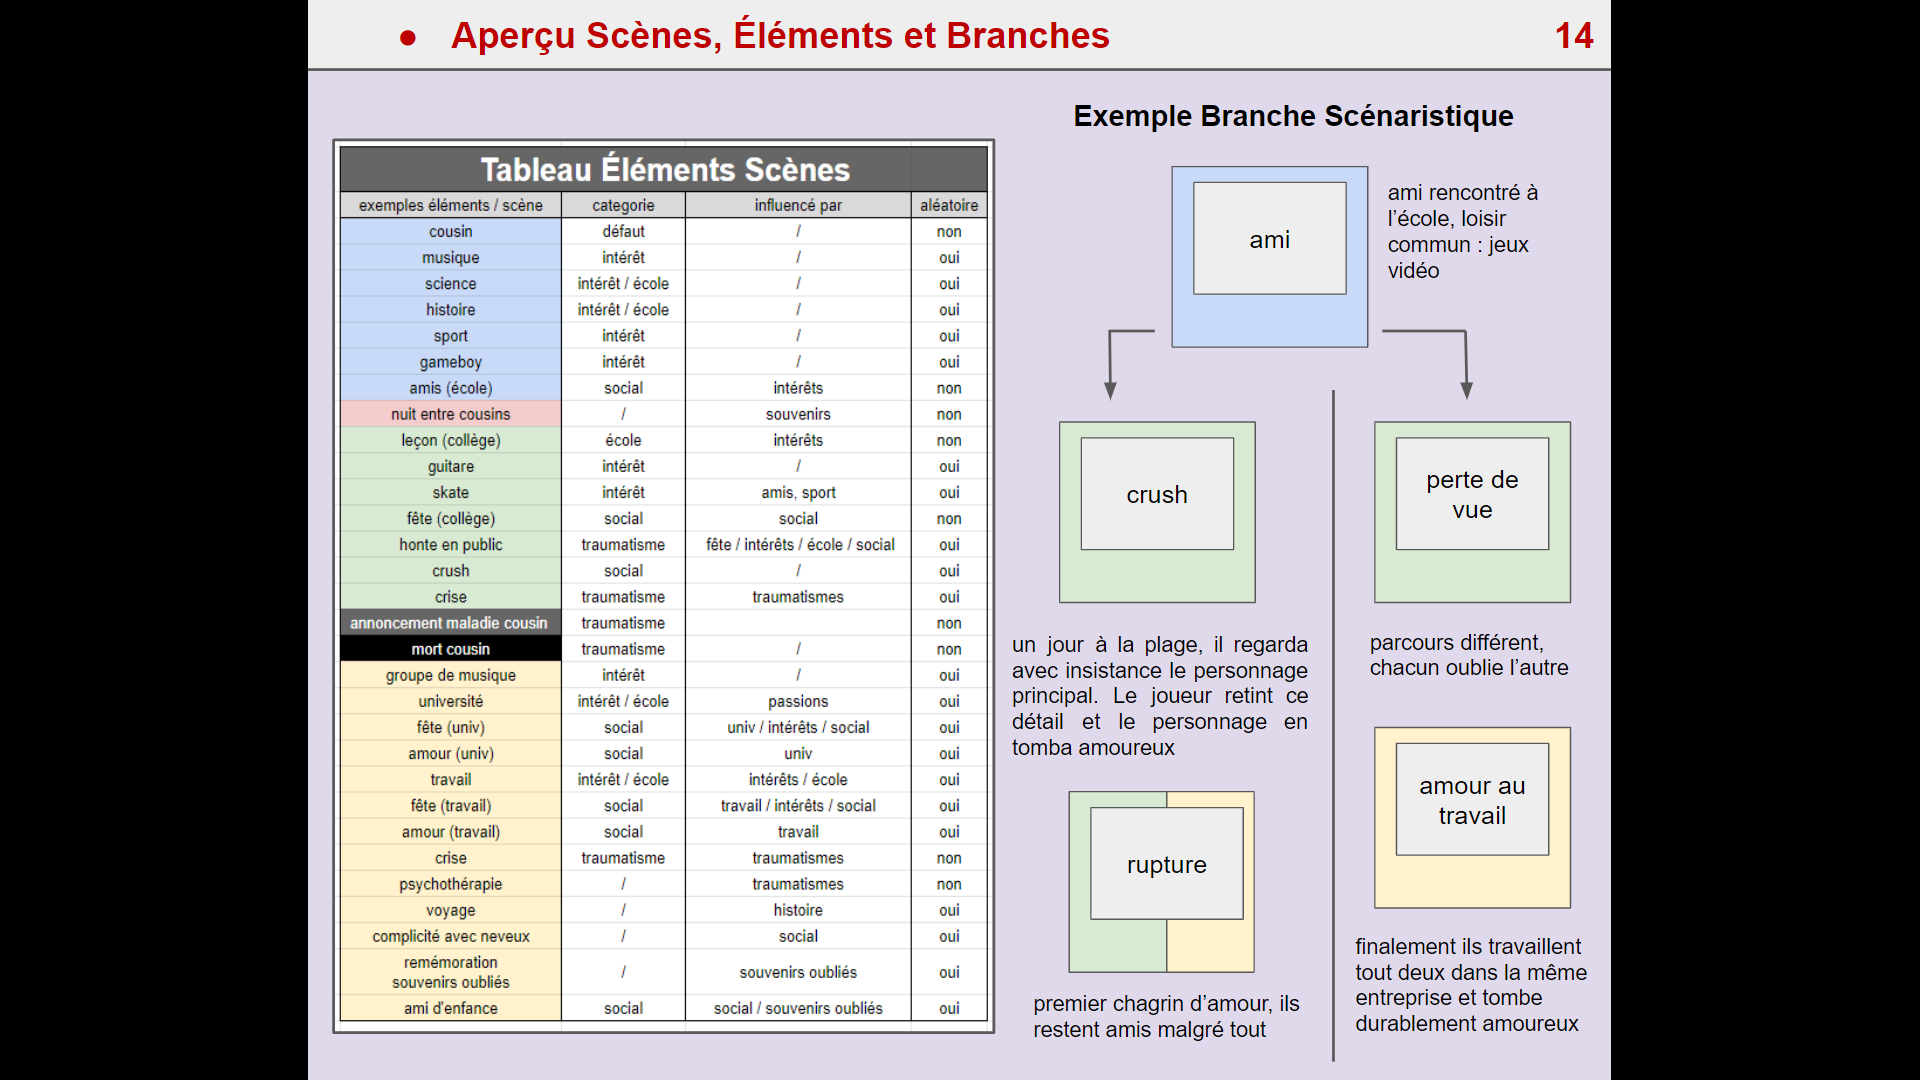 ● Aperçu Scènes, Éléments et Branches
14
Tableau Éléments Scènes
exemples éléments / scène categorie influencé par aléatoire
cousin défaut / non
musique intérêt / oui
science intérêt / école / oui
histoire intérêt / école / oui
sport intérêt / oui
gameboy intérêt / oui
amis (école) social intérêts non
nuit entre cousins / souvenirs non
leçon (collège) école intérêts non
guitare intérêt / oui
skate intérêt amis, sport oui
fête (collège) social social non
honte en public traumatisme fête / intérêts / école / social oui
crush social / oui
crise traumatisme traumatismes oui
annoncement maladie cousin traumatisme non
mort cousin traumatisme / non
groupe de musique intérêt / oui
université intérêt / école passions oui
fête (univ) social univ / intérêts / social oui
amour (univ) social univ oui
travail intérêt / école intérêts / école oui
fête (travail) social travail / intérêts / social oui
amour (travail) social travail oui
crise traumatisme traumatismes non
psychothérapie / traumatismes non
voyage / histoire oui
complicité avec neveux / social oui
remémoration
souvenirs oubliés / souvenirs oubliés oui
ami d'enfance social social / souvenirs oubliés oui
Exemple Branche Scénaristique
ami
ami rencontré à
l'école, loisir
commun : jeux
vidéo
crush
un jour à la plage, il regarda
avec insistance le personnage
principal. Le joueur retint ce
détail et le personnage en
tomba amoureux
rupture
premier chagrin d'amour, ils
restent amis malgré tout
perte de
vue
parcours différent,
chacun oublie l'autre
amour au
travail
finalement ils travaillent
tout deux dans la même
entreprise et tombe
durablement amoureux